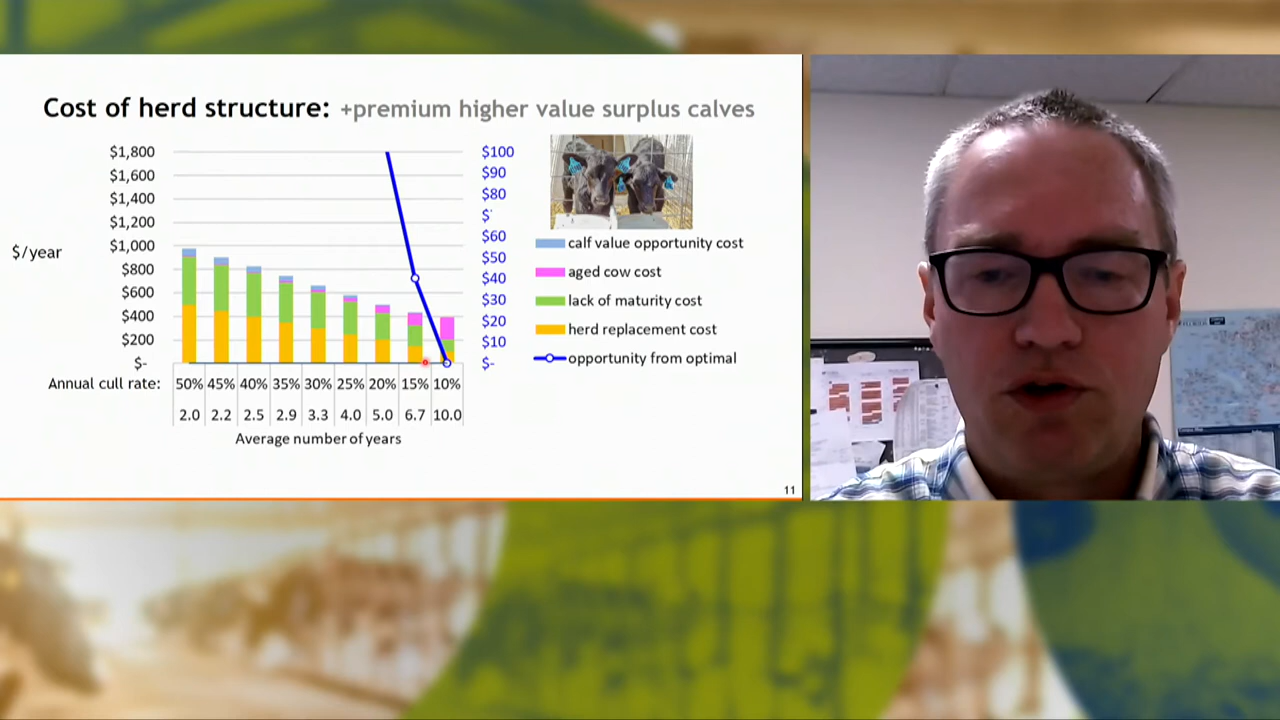 Cost of herd structure: +premium higher value surplus calves
$1,800
$1,600
$1,400
$1,200
$1,000
$800
$600
$400
$200
$-
$/year
$100
$90
$80
$60
$50
$40
$30
$20
$10
$-
calf value opportunity cost
aged cow cost
lack of maturity cost
herd replacement cost
opportunity from optimal
Annual cull rate: 50% 45% 40% 35% 30% 25% 20% 15% 10%
2.0 2.2 2.5 2.9 3.3 4.0 5.0 6.7 10.0
Average number of years
11